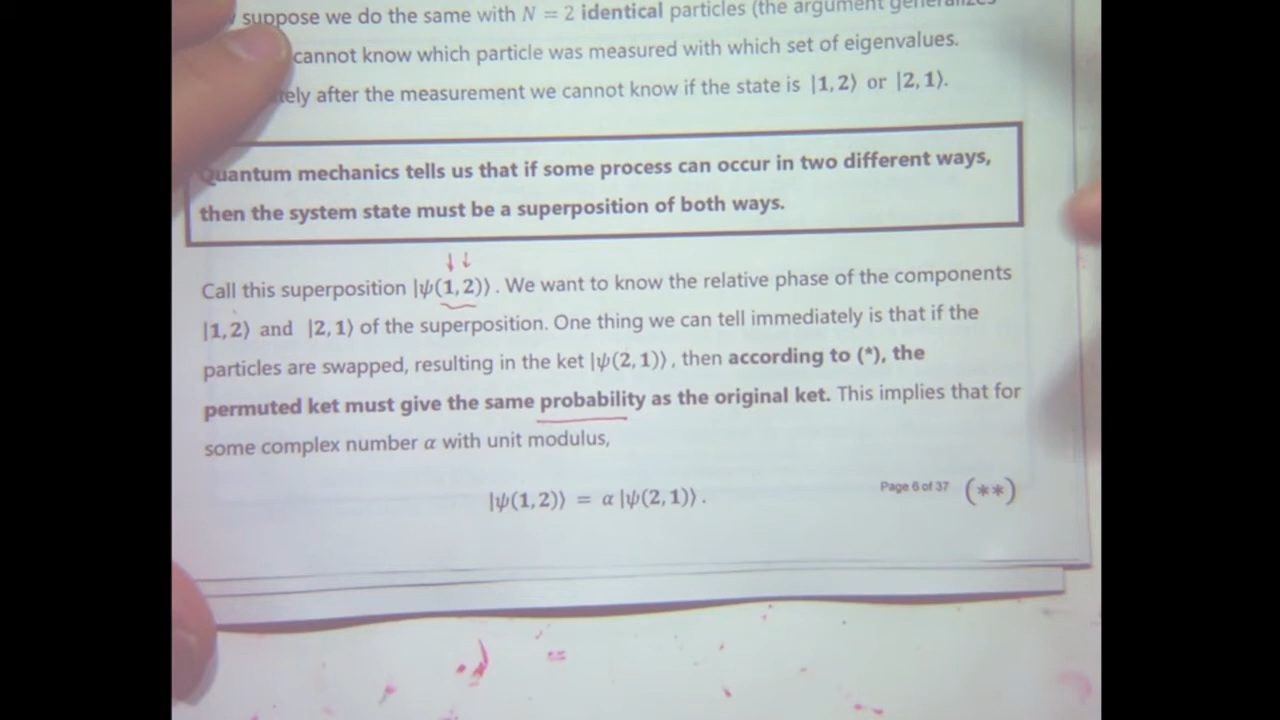 suppose we do the same with N = 2 identical particles (the argument generalizes
cannot know which particle was measured with which set of eigenvalues.
tely after the measurement we cannot know if the state is |1, 2⟩ or |2, 1⟩.
Quantum mechanics tells us that if some process can occur in two different ways,
then the system state must be a superposition of both ways.
↓↓
Call this superposition |ψ(1, 2)⟩. We want to know the relative phase of the components
|1, 2⟩ and |2, 1⟩ of the superposition. One thing we can tell immediately is that if the
particles are swapped, resulting in the ket |ψ(2, 1)⟩, then according to (*), the
permuted ket must give the same probability as the original ket. This implies that for
some complex number α with unit modulus,
|ψ(1, 2)⟩ = α |ψ(2, 1)⟩. Page 6 of 37 (**)